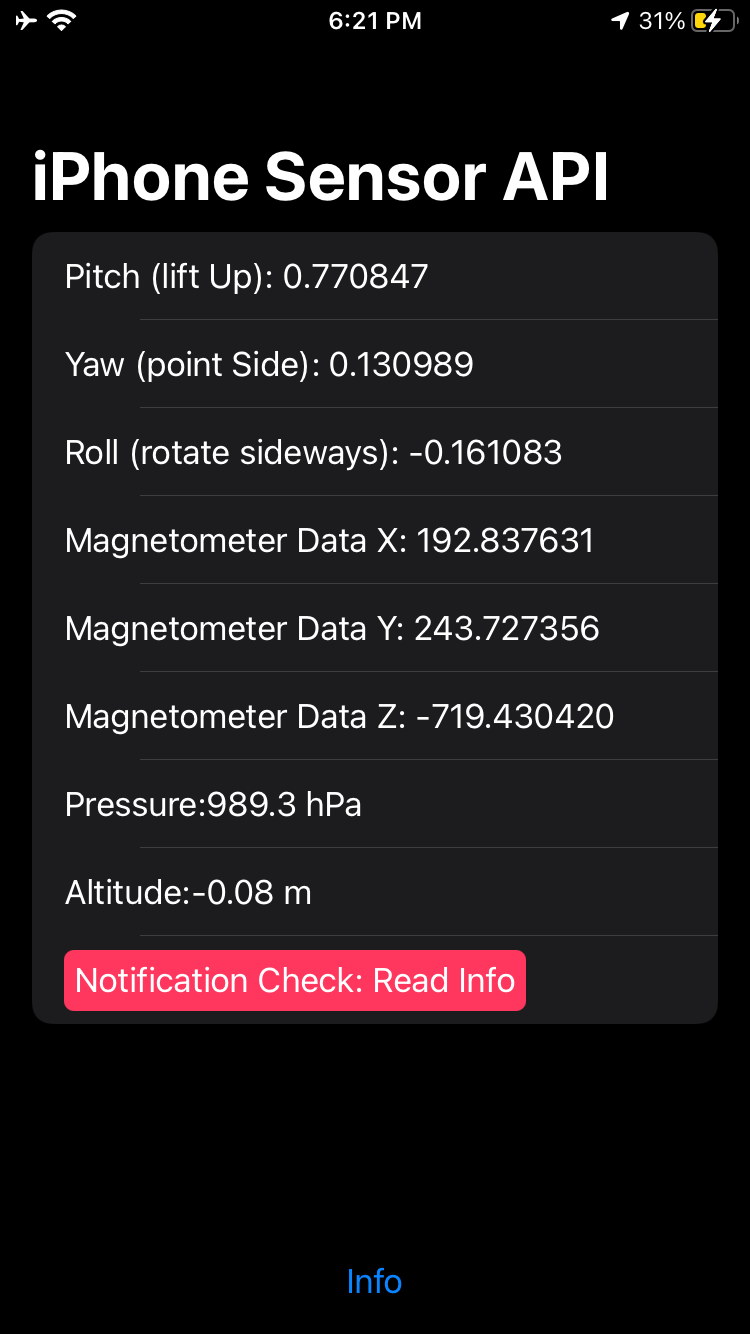 6:21 PM
31%
iPhone Sensor API
Pitch (lift Up): 0.770847
Yaw (point Side): 0.130989
Roll (rotate sideways): -0.161083
Magnetometer Data X: 192.837631
Magnetometer Data Y: 243.727356
Magnetometer Data Z: -719.430420
Pressure:989.3 hPa
Altitude:-0.08 m
Notification Check: Read Info
Info